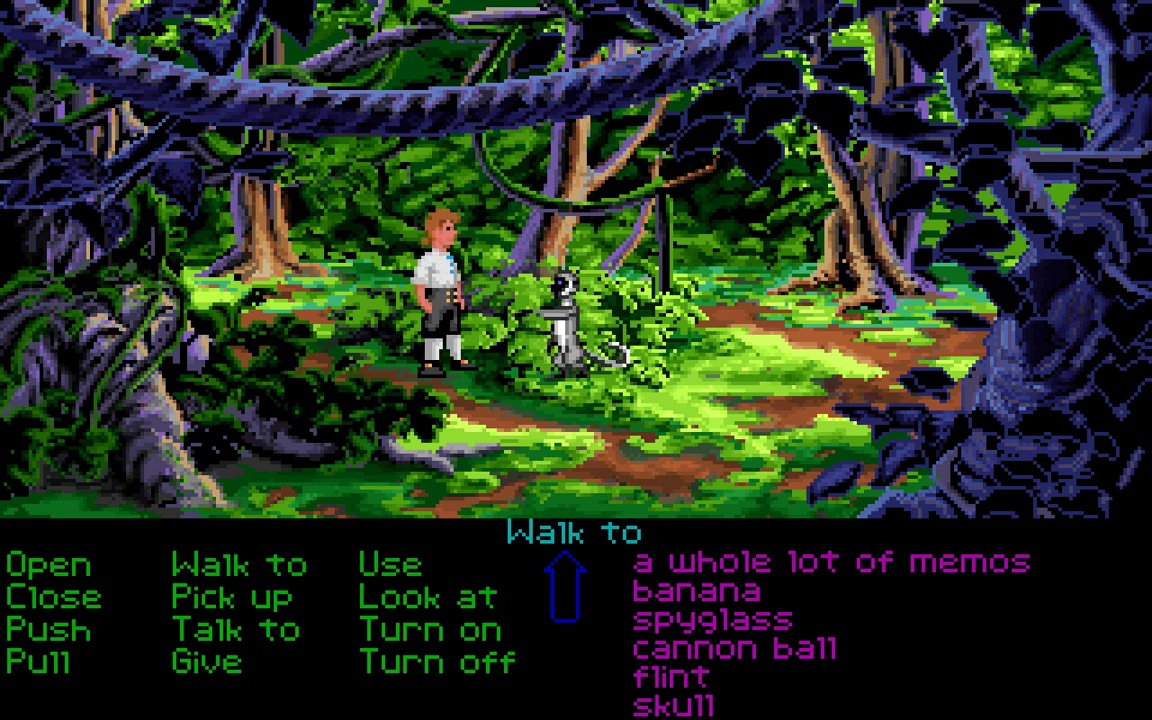 Walk to
Open Walk to Use
Close Pick up Look at
Push Talk to Turn on
Pull Give Turn off
a whole lot of memos
banana
spyglass
cannon ball
flint
skull